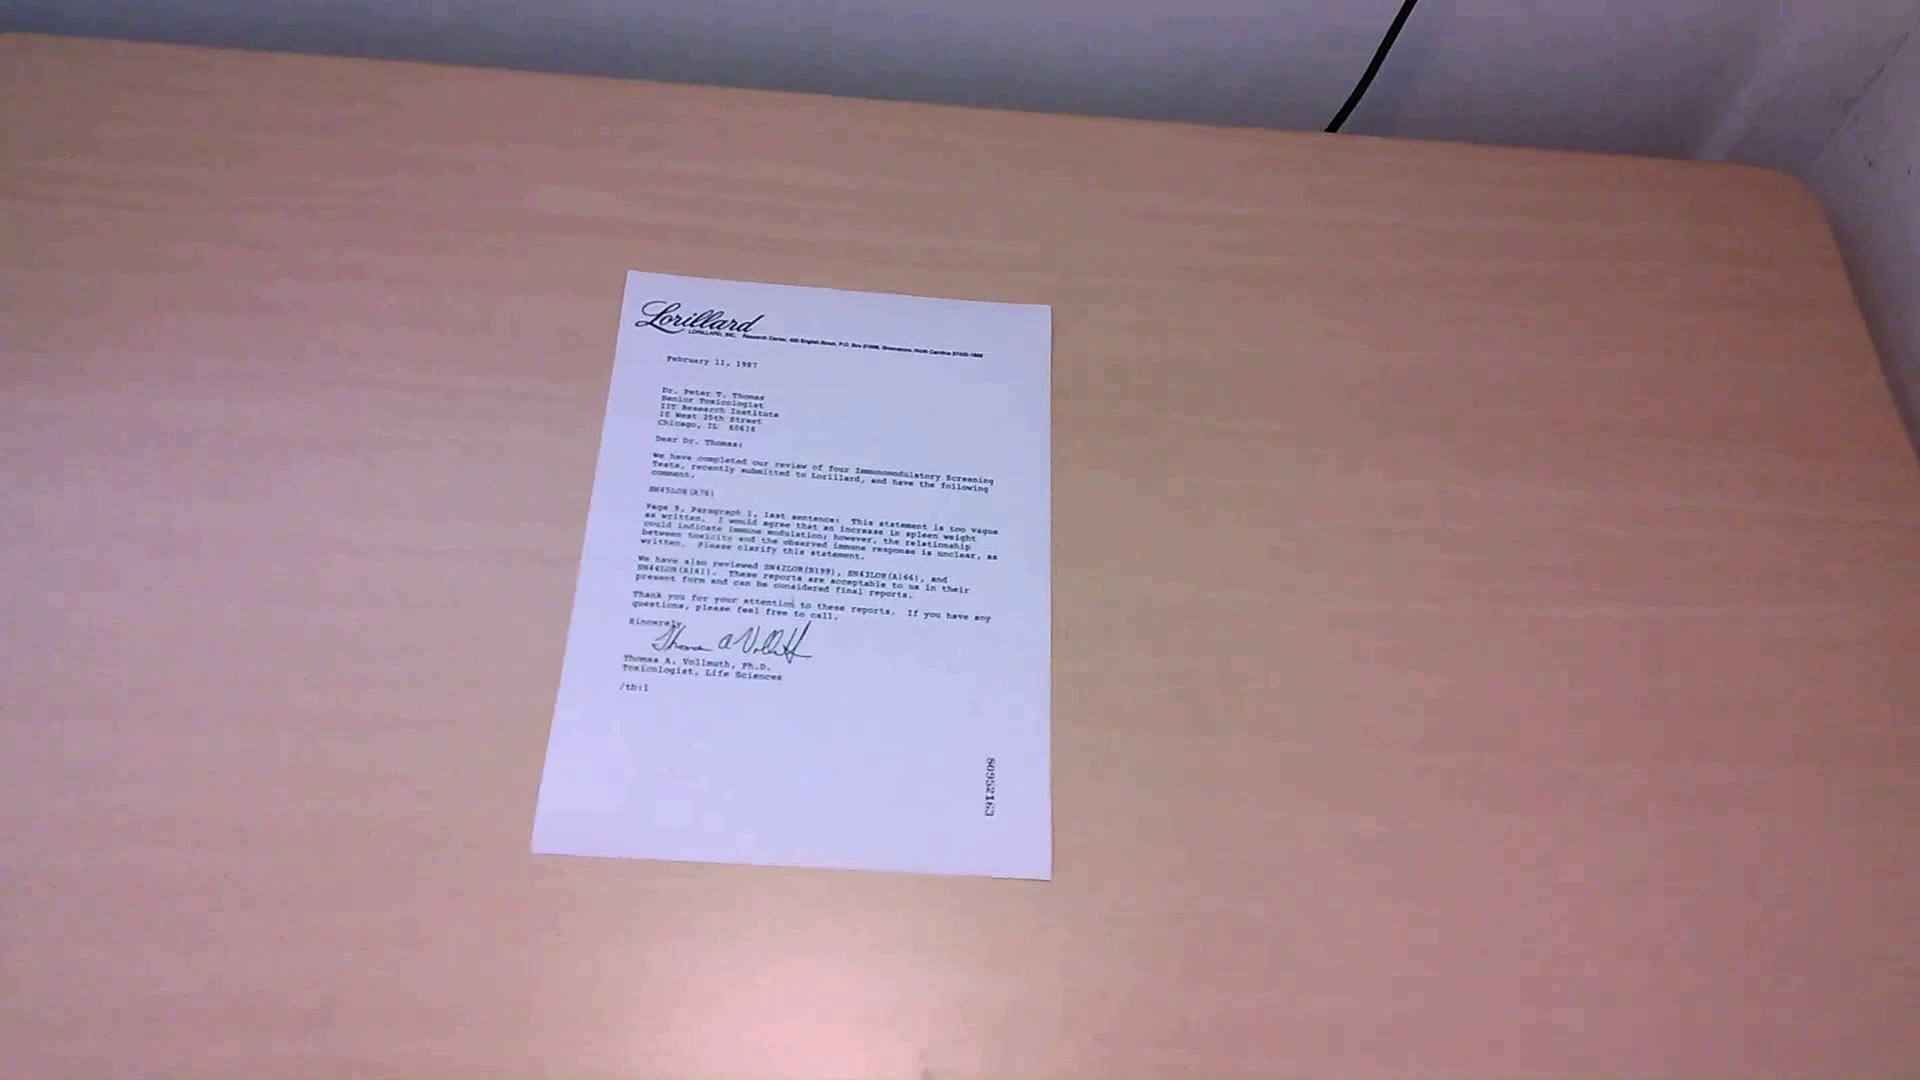 Lorillard
LORILLARD, INC. Research Center, 420 English Street, P.O. Box 21688, Greensboro, North Carolina 27420-1688
February 11, 1987
Dr. Peter T. Thomas
Senior Toxicologist
IIT Research Institute
10 West 35th Street
Chicago, IL 60616
Dear Dr. Thomas:
We have completed our review of four Immunomodulatory Screening
Tests, recently submitted to Lorillard, and have the following
comment.
SN45LOR(A78)
Page 9, Paragraph 1, last sentence: This statement is too vague
as written. I would agree that an increase in spleen weight
could indicate immune modulation; however, the relationship
between toxicity and the observed immune response is unclear, as
written. Please clarify this statement.
We have also reviewed SN42LOR(B199), SN43LOR(A166), and
SN44LOR(A161). These reports are acceptable to us in their
present form and can be considered final reports.
Thank you for your attention to these reports. If you have any
questions, please feel free to call.
Sincerely,
Thomas A Vollmuth
Thomas A. Vollmuth, Ph.D.
Toxicologist, Life Sciences
/tb:1
80952163